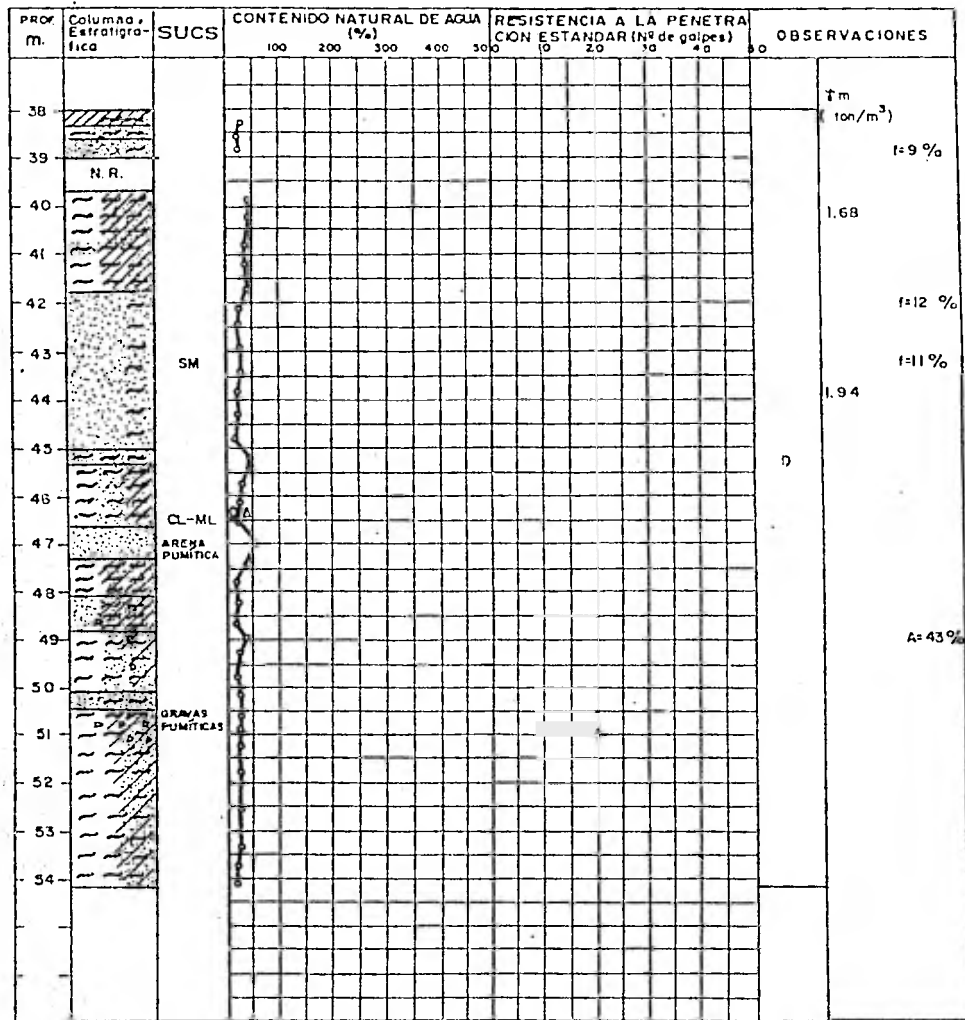 PROF. m.
Columna. Estratigra- fica
SUCS
CONTENIDO NATURAL DE AGUA (%)
100 200 300 400 500
RESISTENCIA A LA PENETRA CION ESTANDAR (Nº de golpes)
10 20 30 40 50
OBSERVACIONES
38
γm
( ton/m³)
39
f=9 %
N. R.
40
1.68
41
42
f=12 %
43
SM
f=11 %
44
1.94
45
D
46
CL-ML
47
ARENA
PUMÍTICA
48
49
A=43 %
50
GRAVAS
PUMÍTICAS
51
52
53
54